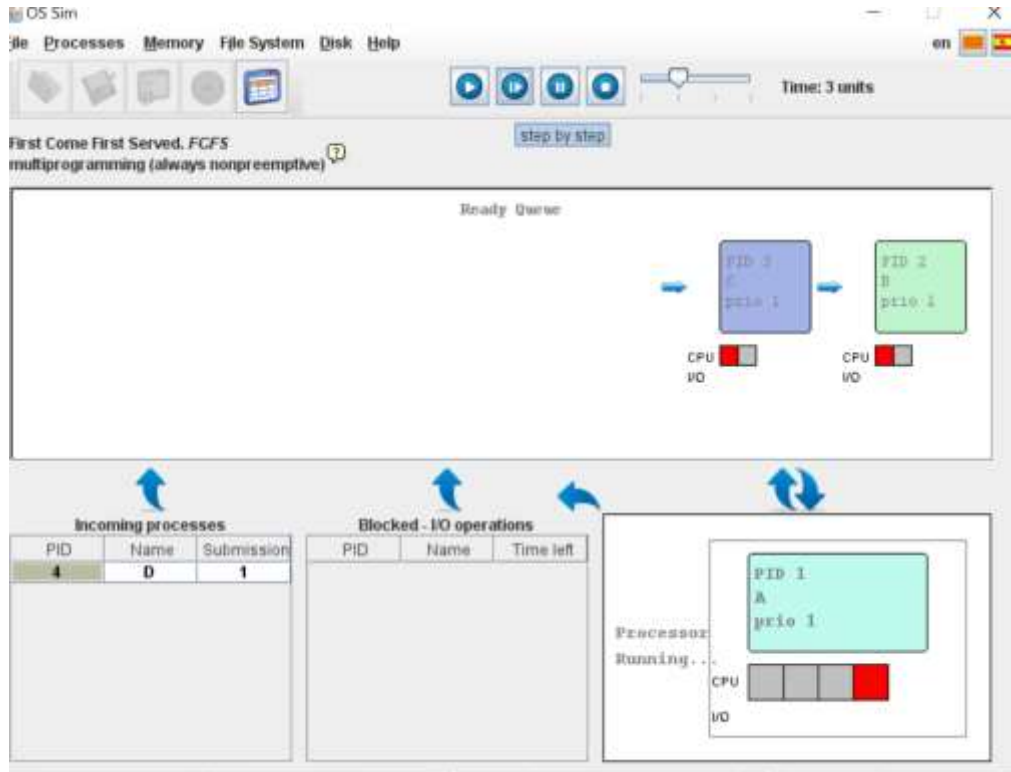 OS Sim
ile Processes Memory File System Disk Help
en
Time: 3 units
step by step
First Come First Served. FCFS
multiprogramming (always nonpreemptive)
?
Ready Queue
PID 3
C
prio 1
PID 2
B
prio 1
CPU
I/O
CPU
I/O
Incoming processes
PID Name Submission
4 D 1
Blocked - I/O operations
PID Name Time left
Processor
Running...
PID 1
A
prio 1
CPU
I/O